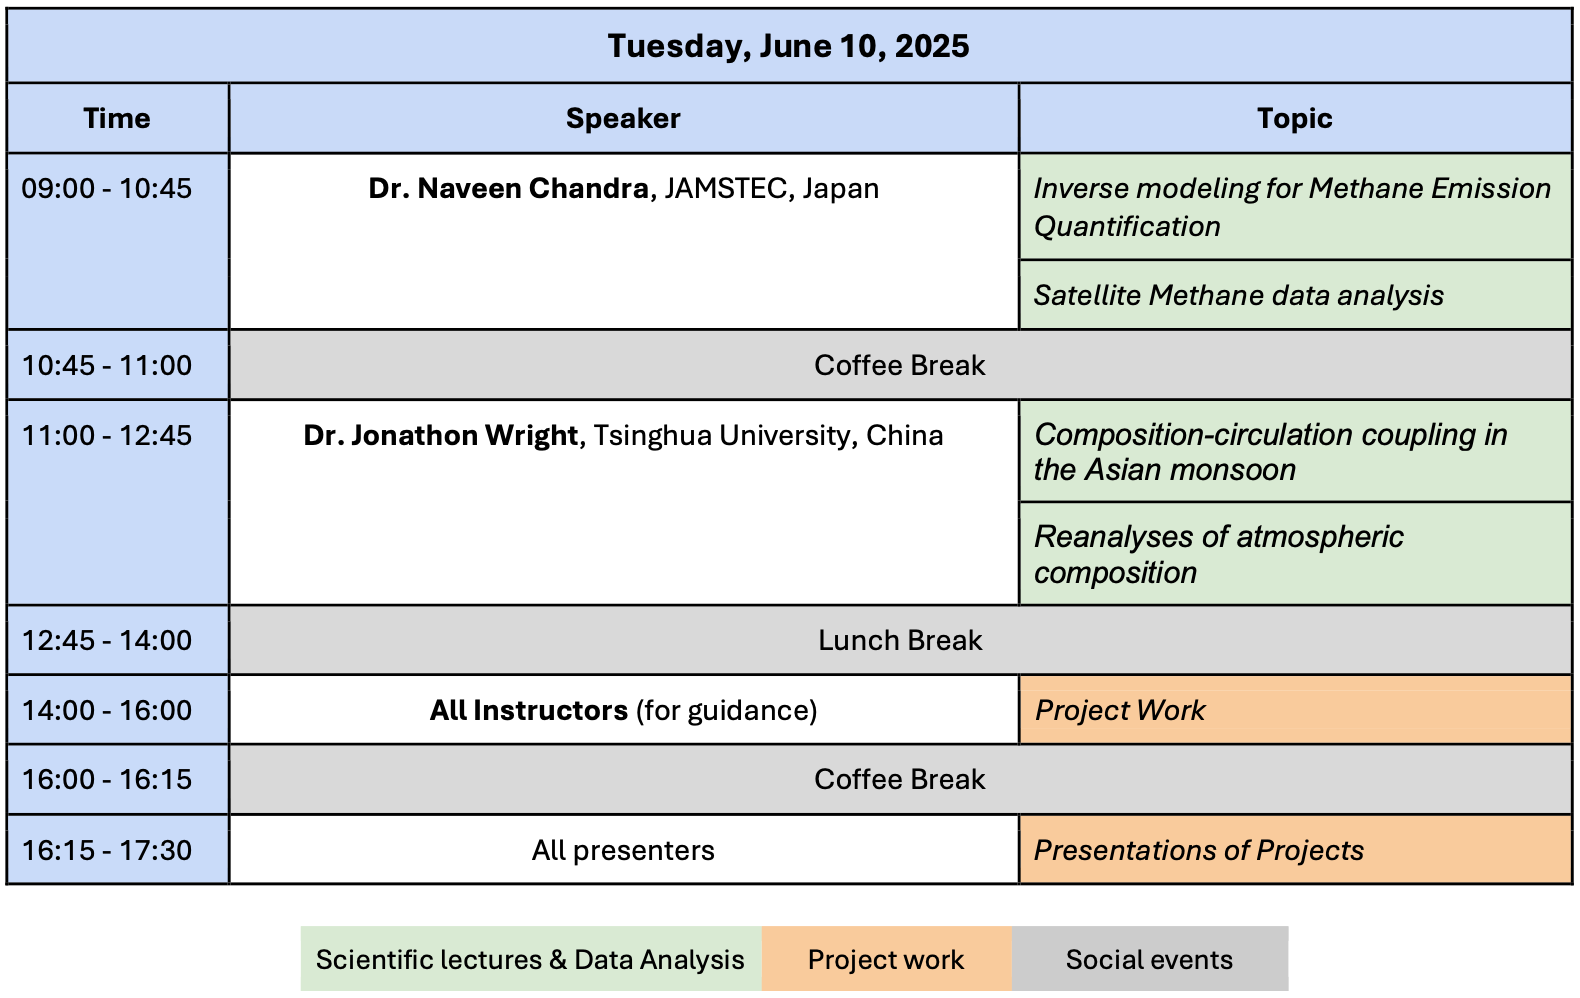 Tuesday, June 10, 2025
Time Speaker Topic
09:00 - 10:45 Dr. Naveen Chandra, JAMSTEC, Japan Inverse modeling for Methane Emission
Quantification
Satellite Methane data analysis
10:45 - 11:00 Coffee Break
11:00 - 12:45 Dr. Jonathon Wright, Tsinghua University, China Composition-circulation coupling in
the Asian monsoon
Reanalyses of atmospheric
composition
12:45 - 14:00 Lunch Break
14:00 - 16:00 All Instructors (for guidance) Project Work
16:00 - 16:15 Coffee Break
16:15 - 17:30 All presenters Presentations of Projects
Scientific lectures & Data Analysis Project work Social events